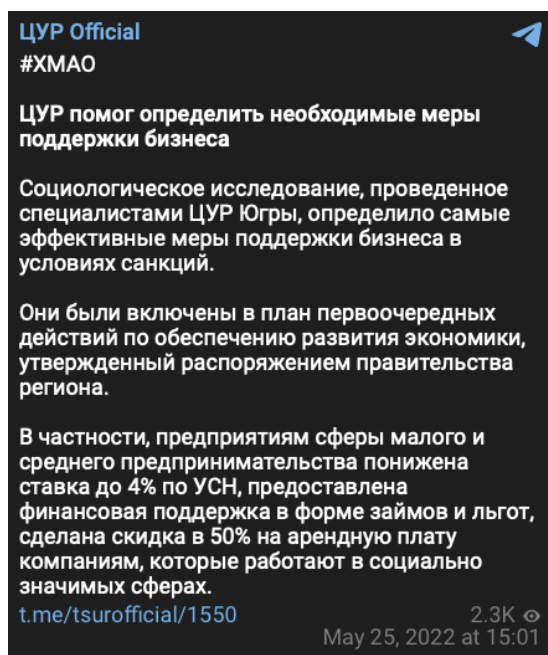 ЦУР Official
#ХМАО
ЦУР помог определить необходимые меры
поддержки бизнеса
Социологическое исследование, проведенное
специалистами ЦУР Югры, определило самые
эффективные меры поддержки бизнеса в
условиях санкций.
Они были включены в план первоочередных
действий по обеспечению развития экономики,
утвержденный распоряжением правительства
региона.
В частности, предприятиям сферы малого и
среднего предпринимательства понижена
ставка до 4% по УСН, предоставлена
финансовая поддержка в форме займов и льгот,
сделана скидка в 50% на арендную плату
компаниям, которые работают в социально
значимых сферах.
t.me/tsurofficial/1550 2.3K
May 25, 2022 at 15:01